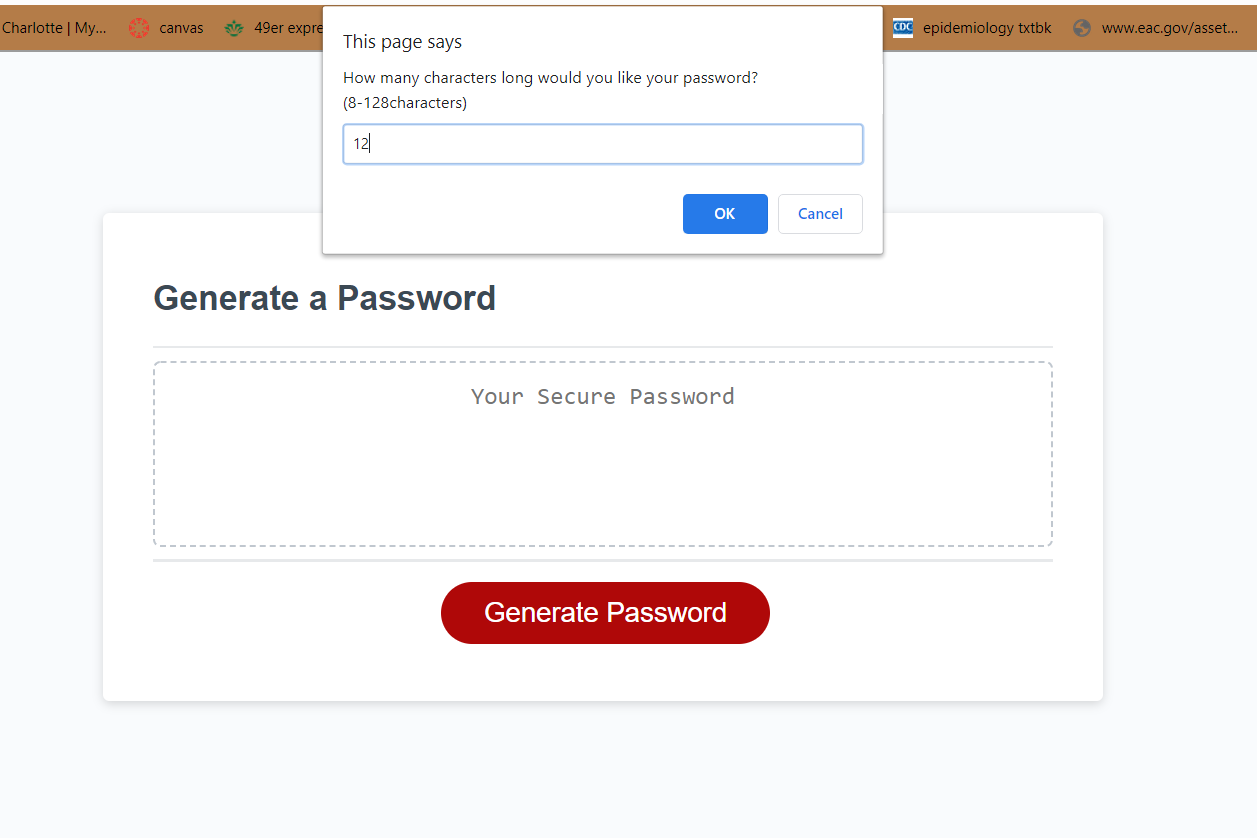 Charlotte | My...
canvas
49er expre
CDC
epidemiology txtbk
www.eac.gov/asset...
This page says
How many characters long would you like your password?
(8-128characters)
12
OK
Cancel
Generate a Password
Your Secure Password
Generate Password